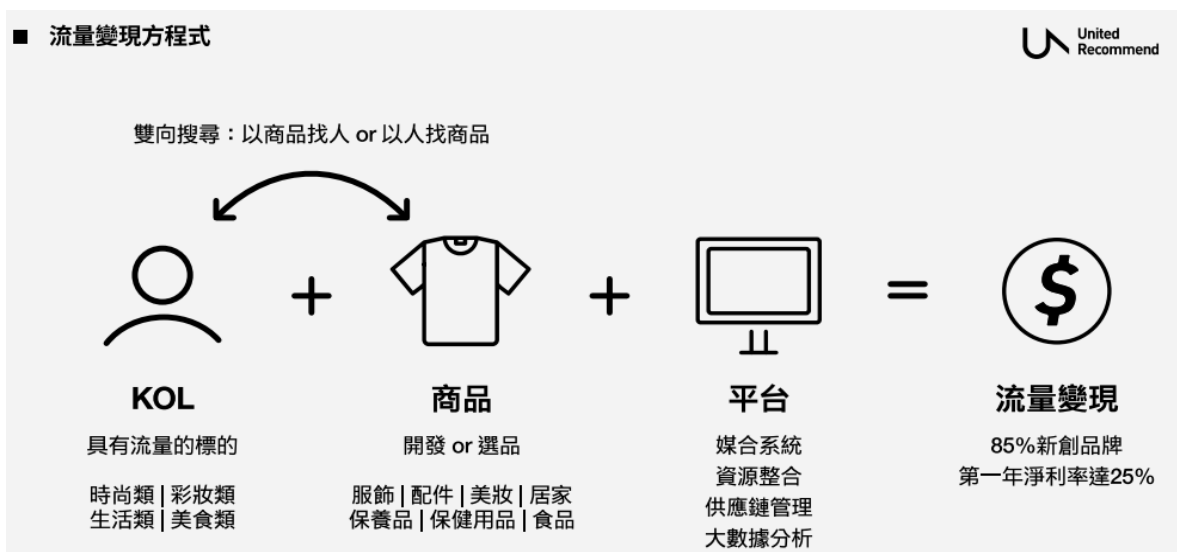 ■ 流量變現方程式
United
Recommend
雙向搜尋：以商品找人 or 以人找商品
+ + = $
KOL 商品 平台 流量變現
具有流量的標的 開發 or 選品 媒合系統 85%新創品牌
資源整合 第一年淨利率達25%
時尚類 | 彩妝類 服飾 | 配件 | 美妝 | 居家 供應鏈管理
生活類 | 美食類 保養品 | 保健用品 | 食品 大數據分析